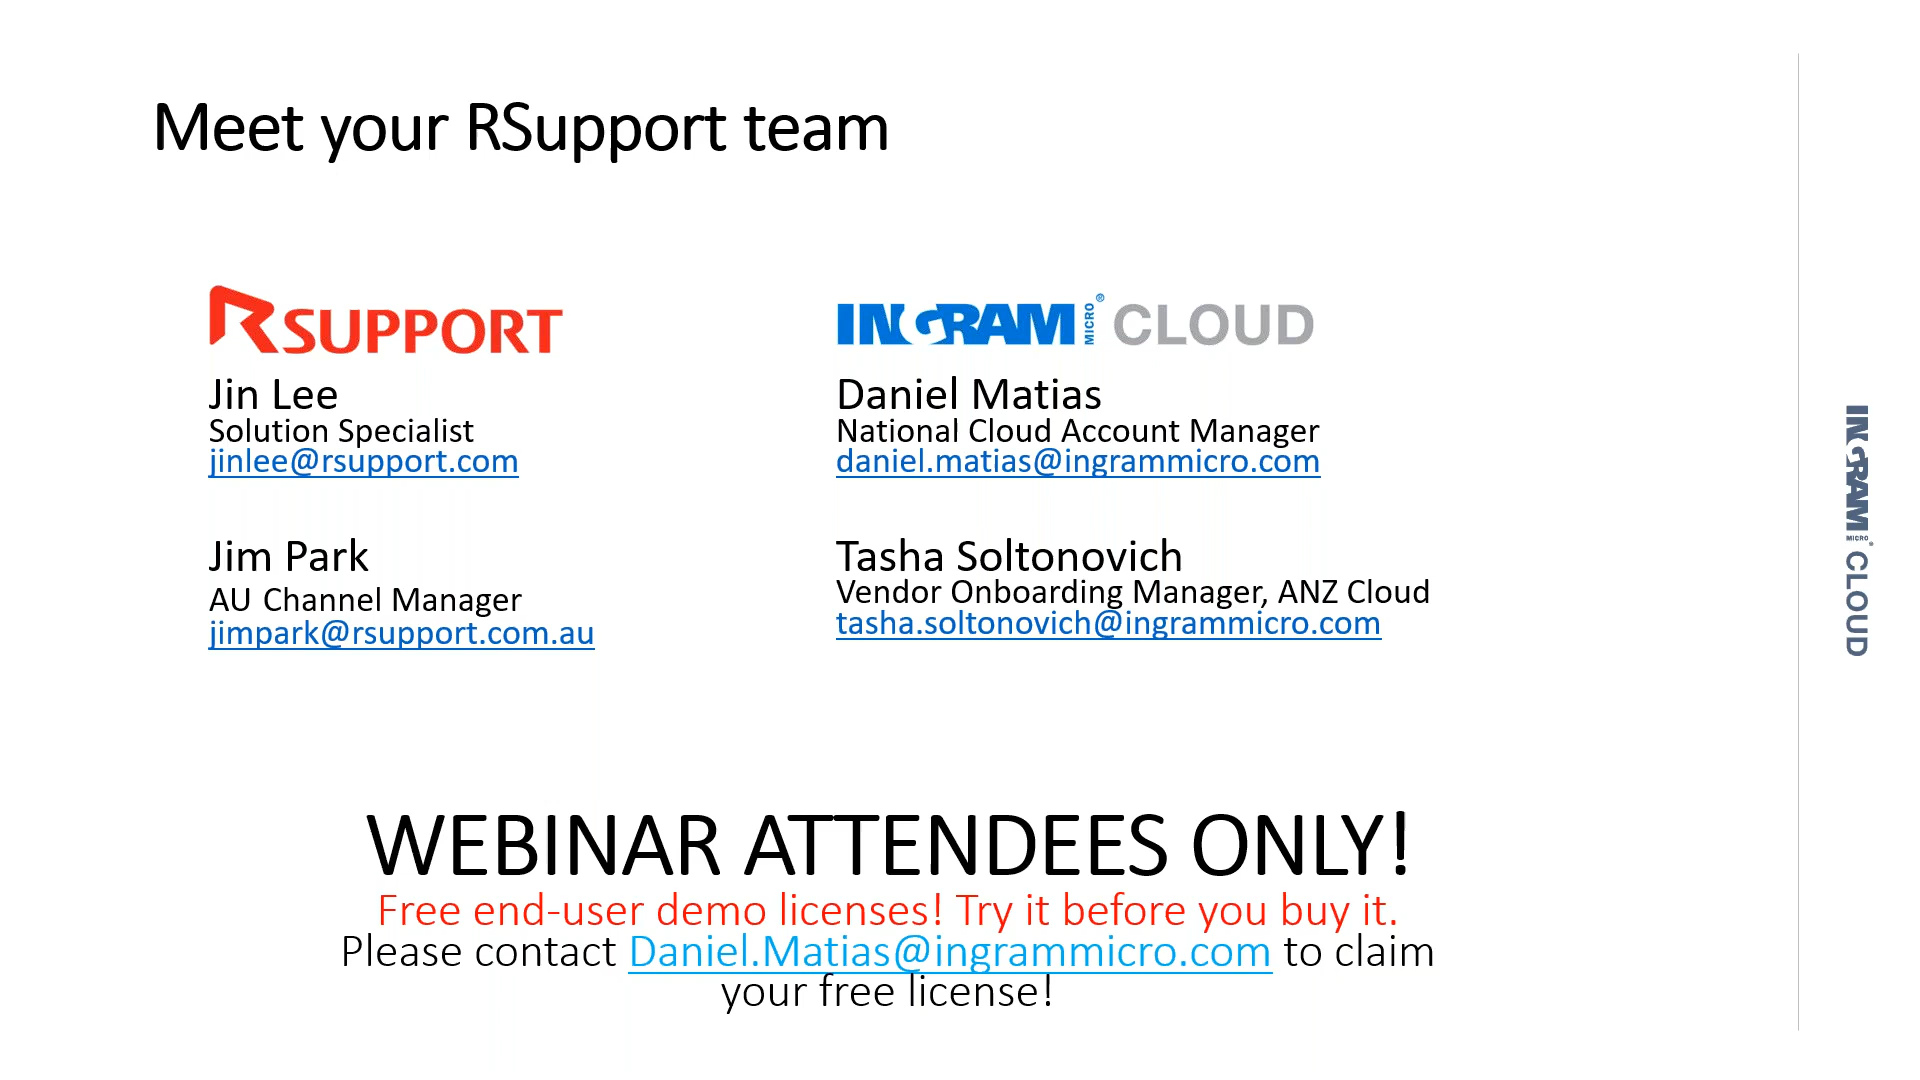 Meet your RSupport team
RSUPPORT
Jin Lee
Solution Specialist
jinlee@rsupport.com
Jim Park
AU Channel Manager
jimpark@rsupport.com.au
INGRAM MICRO® CLOUD
Daniel Matias
National Cloud Account Manager
daniel.matias@ingrammicro.com
Tasha Soltonovich
Vendor Onboarding Manager, ANZ Cloud
tasha.soltonovich@ingrammicro.com
WEBINAR ATTENDEES ONLY!
Free end-user demo licenses! Try it before you buy it.
Please contact Daniel.Matias@ingrammicro.com to claim
your free license!
INGRAM MICRO® CLOUD